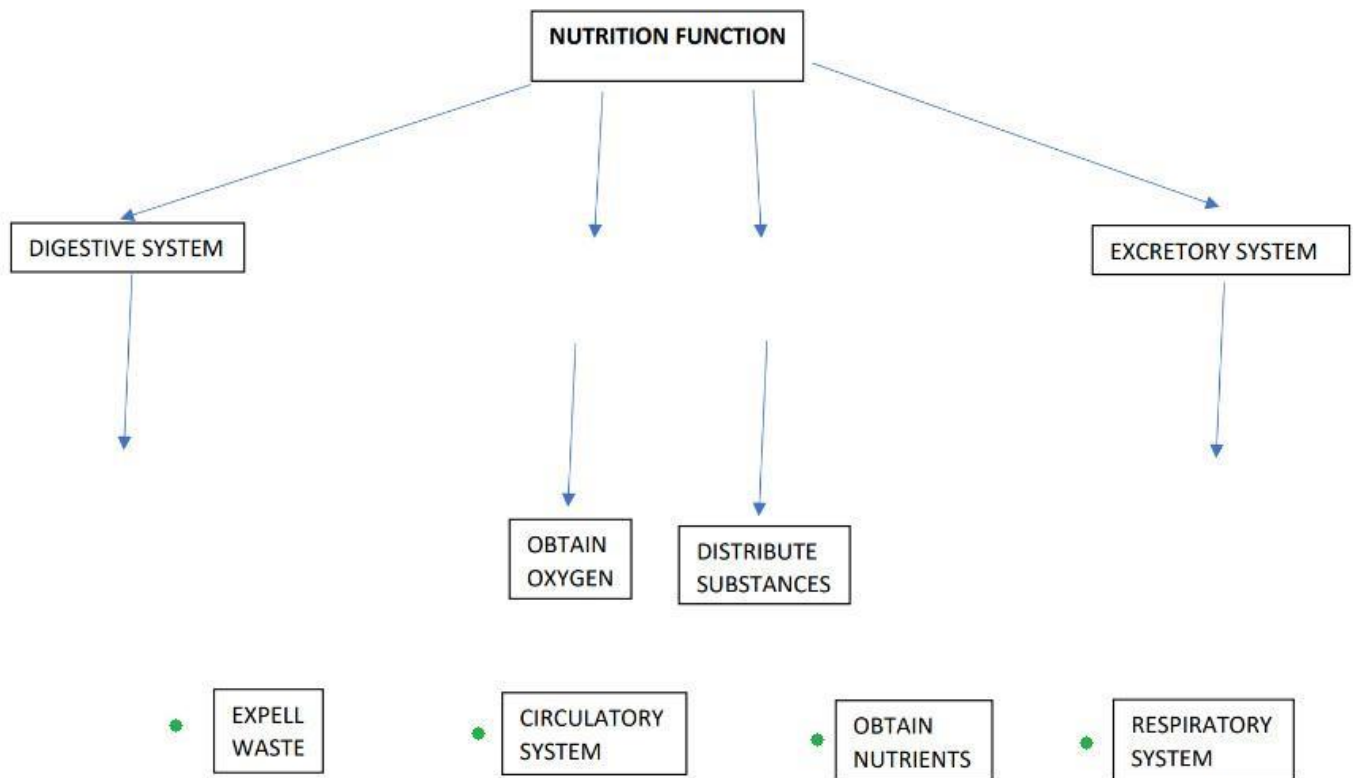 NUTRITION FUNCTION
DIGESTIVE SYSTEM
EXCRETORY SYSTEM
OBTAIN
OXYGEN
DISTRIBUTE
SUBSTANCES
EXPELL
WASTE
CIRCULATORY
SYSTEM
OBTAIN
NUTRIENTS
RESPIRATORY
SYSTEM